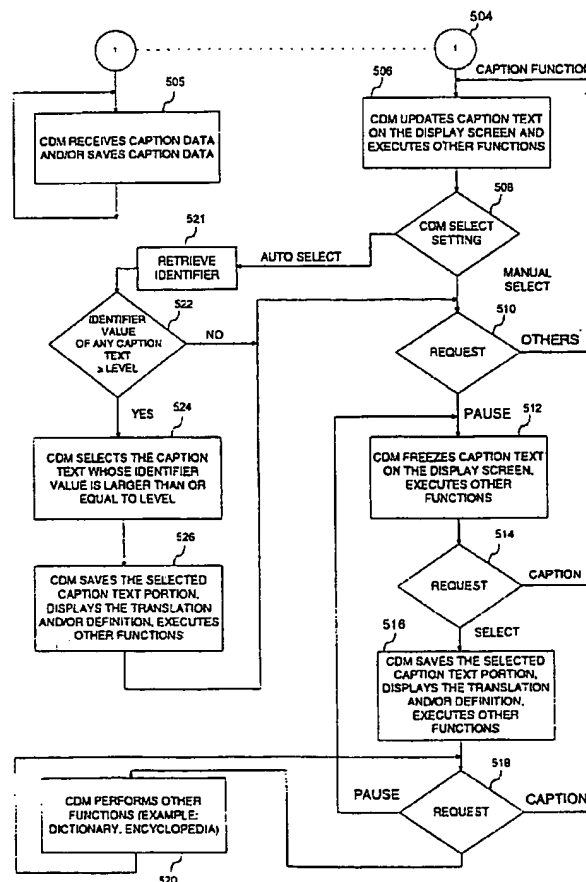 504
1
1
CAPTION FUNCTION
505
CDM RECEIVES CAPTION DATA
AND/OR SAVES CAPTION DATA
506
CDM UPDATES CAPTION TEXT
ON THE DISPLAY SCREEN AND
EXECUTES OTHER FUNCTIONS
508
CDM SELECT
SETTING
521
RETRIEVE
IDENTIFIER
AUTO SELECT
MANUAL
SELECT
522
IDENTIFIER
VALUE
OF ANY CAPTION
TEXT
≥ LEVEL
NO
YES
510
REQUEST
OTHERS
PAUSE
512
CDM FREEZES CAPTION TEXT
ON THE DISPLAY SCREEN,
EXECUTES OTHER
FUNCTIONS
524
CDM SELECTS THE CAPTION
TEXT WHOSE IDENTIFIER
VALUE IS LARGER THAN OR
EQUAL TO LEVEL
514
REQUEST
CAPTION
SELECT
526
CDM SAVES THE SELECTED
CAPTION TEXT PORTION,
DISPLAYS THE TRANSLATION
AND/OR DEFINITION, EXECUTES
OTHER FUNCTIONS
516
CDM SAVES THE SELECTED
CAPTION TEXT PORTION,
DISPLAYS THE TRANSLATION
AND/OR DEFINITION,
EXECUTES OTHER
FUNCTIONS
518
REQUEST
PAUSE
CAPTION
CDM PERFORMS OTHER
FUNCTIONS (EXAMPLE:
DICTIONARY, ENCYCLOPEDIA)
520